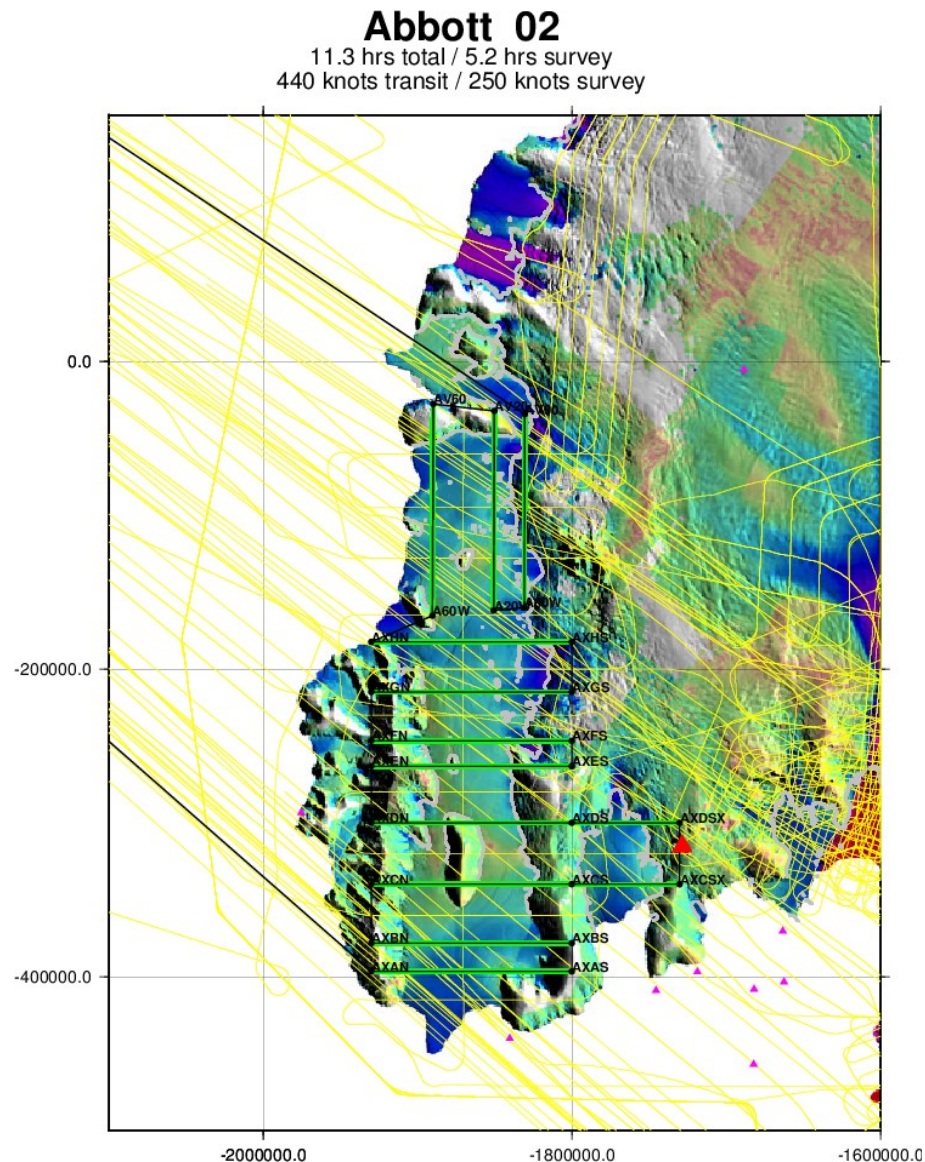 Abbott 02
11.3 hrs total / 5.2 hrs survey
440 knots transit / 250 knots survey
0.0
AV60
A60W
AXHN AXHS
-200000.0
AXGN AXGS
AXFN AXFS
AXEN AXES
AXDN AXDS AXDSX
AXCN AXCS AXCSX
AXBN AXBS
AXAN AXAS
-400000.0
-2000000.0 -1800000.0 -1600000.0